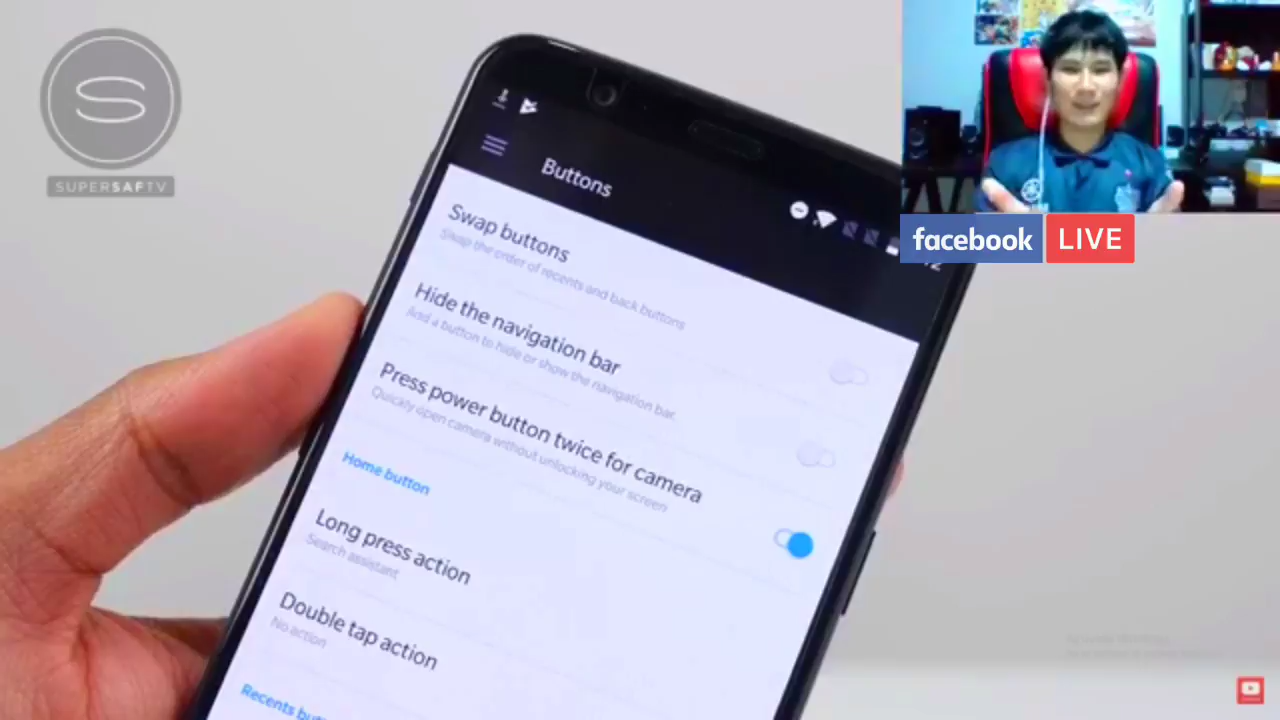 SUPERSAFTV
facebook LIVE
Buttons
Swap buttons
Swap the order of recents and back buttons
Hide the navigation bar
Add a button to hide or show the navigation bar
Press power button twice for camera
Quickly open camera without unlocking your screen
Home button
Long press action
Search assistant
Double tap action
No action
Recents